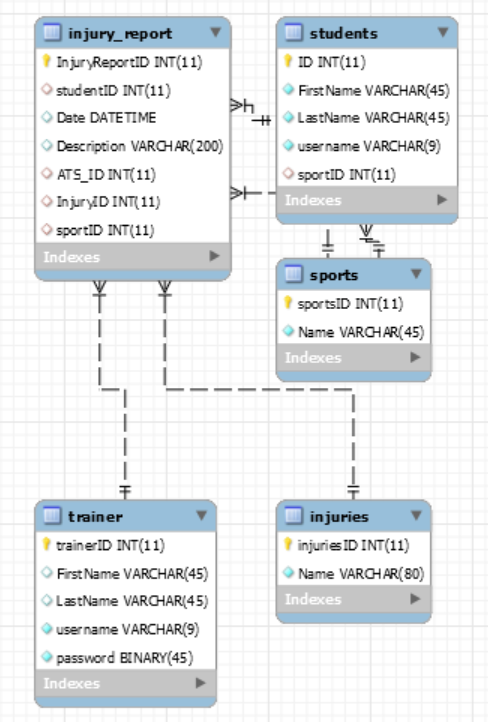 injury_report
InjuryReportID INT(11)
studentID INT(11)
Date DATETIME
Description VARCHAR(200)
ATS_ID INT(11)
InjuryID INT(11)
sportID INT(11)
Indexes
students
ID INT(11)
FirstName VARCHAR(45)
LastName VARCHAR(45)
username VARCHAR(9)
sportID INT(11)
Indexes
sports
sportsID INT(11)
Name VARCHAR(45)
Indexes
trainer
trainerID INT(11)
FirstName VARCHAR(45)
LastName VARCHAR(45)
username VARCHAR(9)
password BINARY(45)
Indexes
injuries
injuriesID INT(11)
Name VARCHAR(80)
Indexes